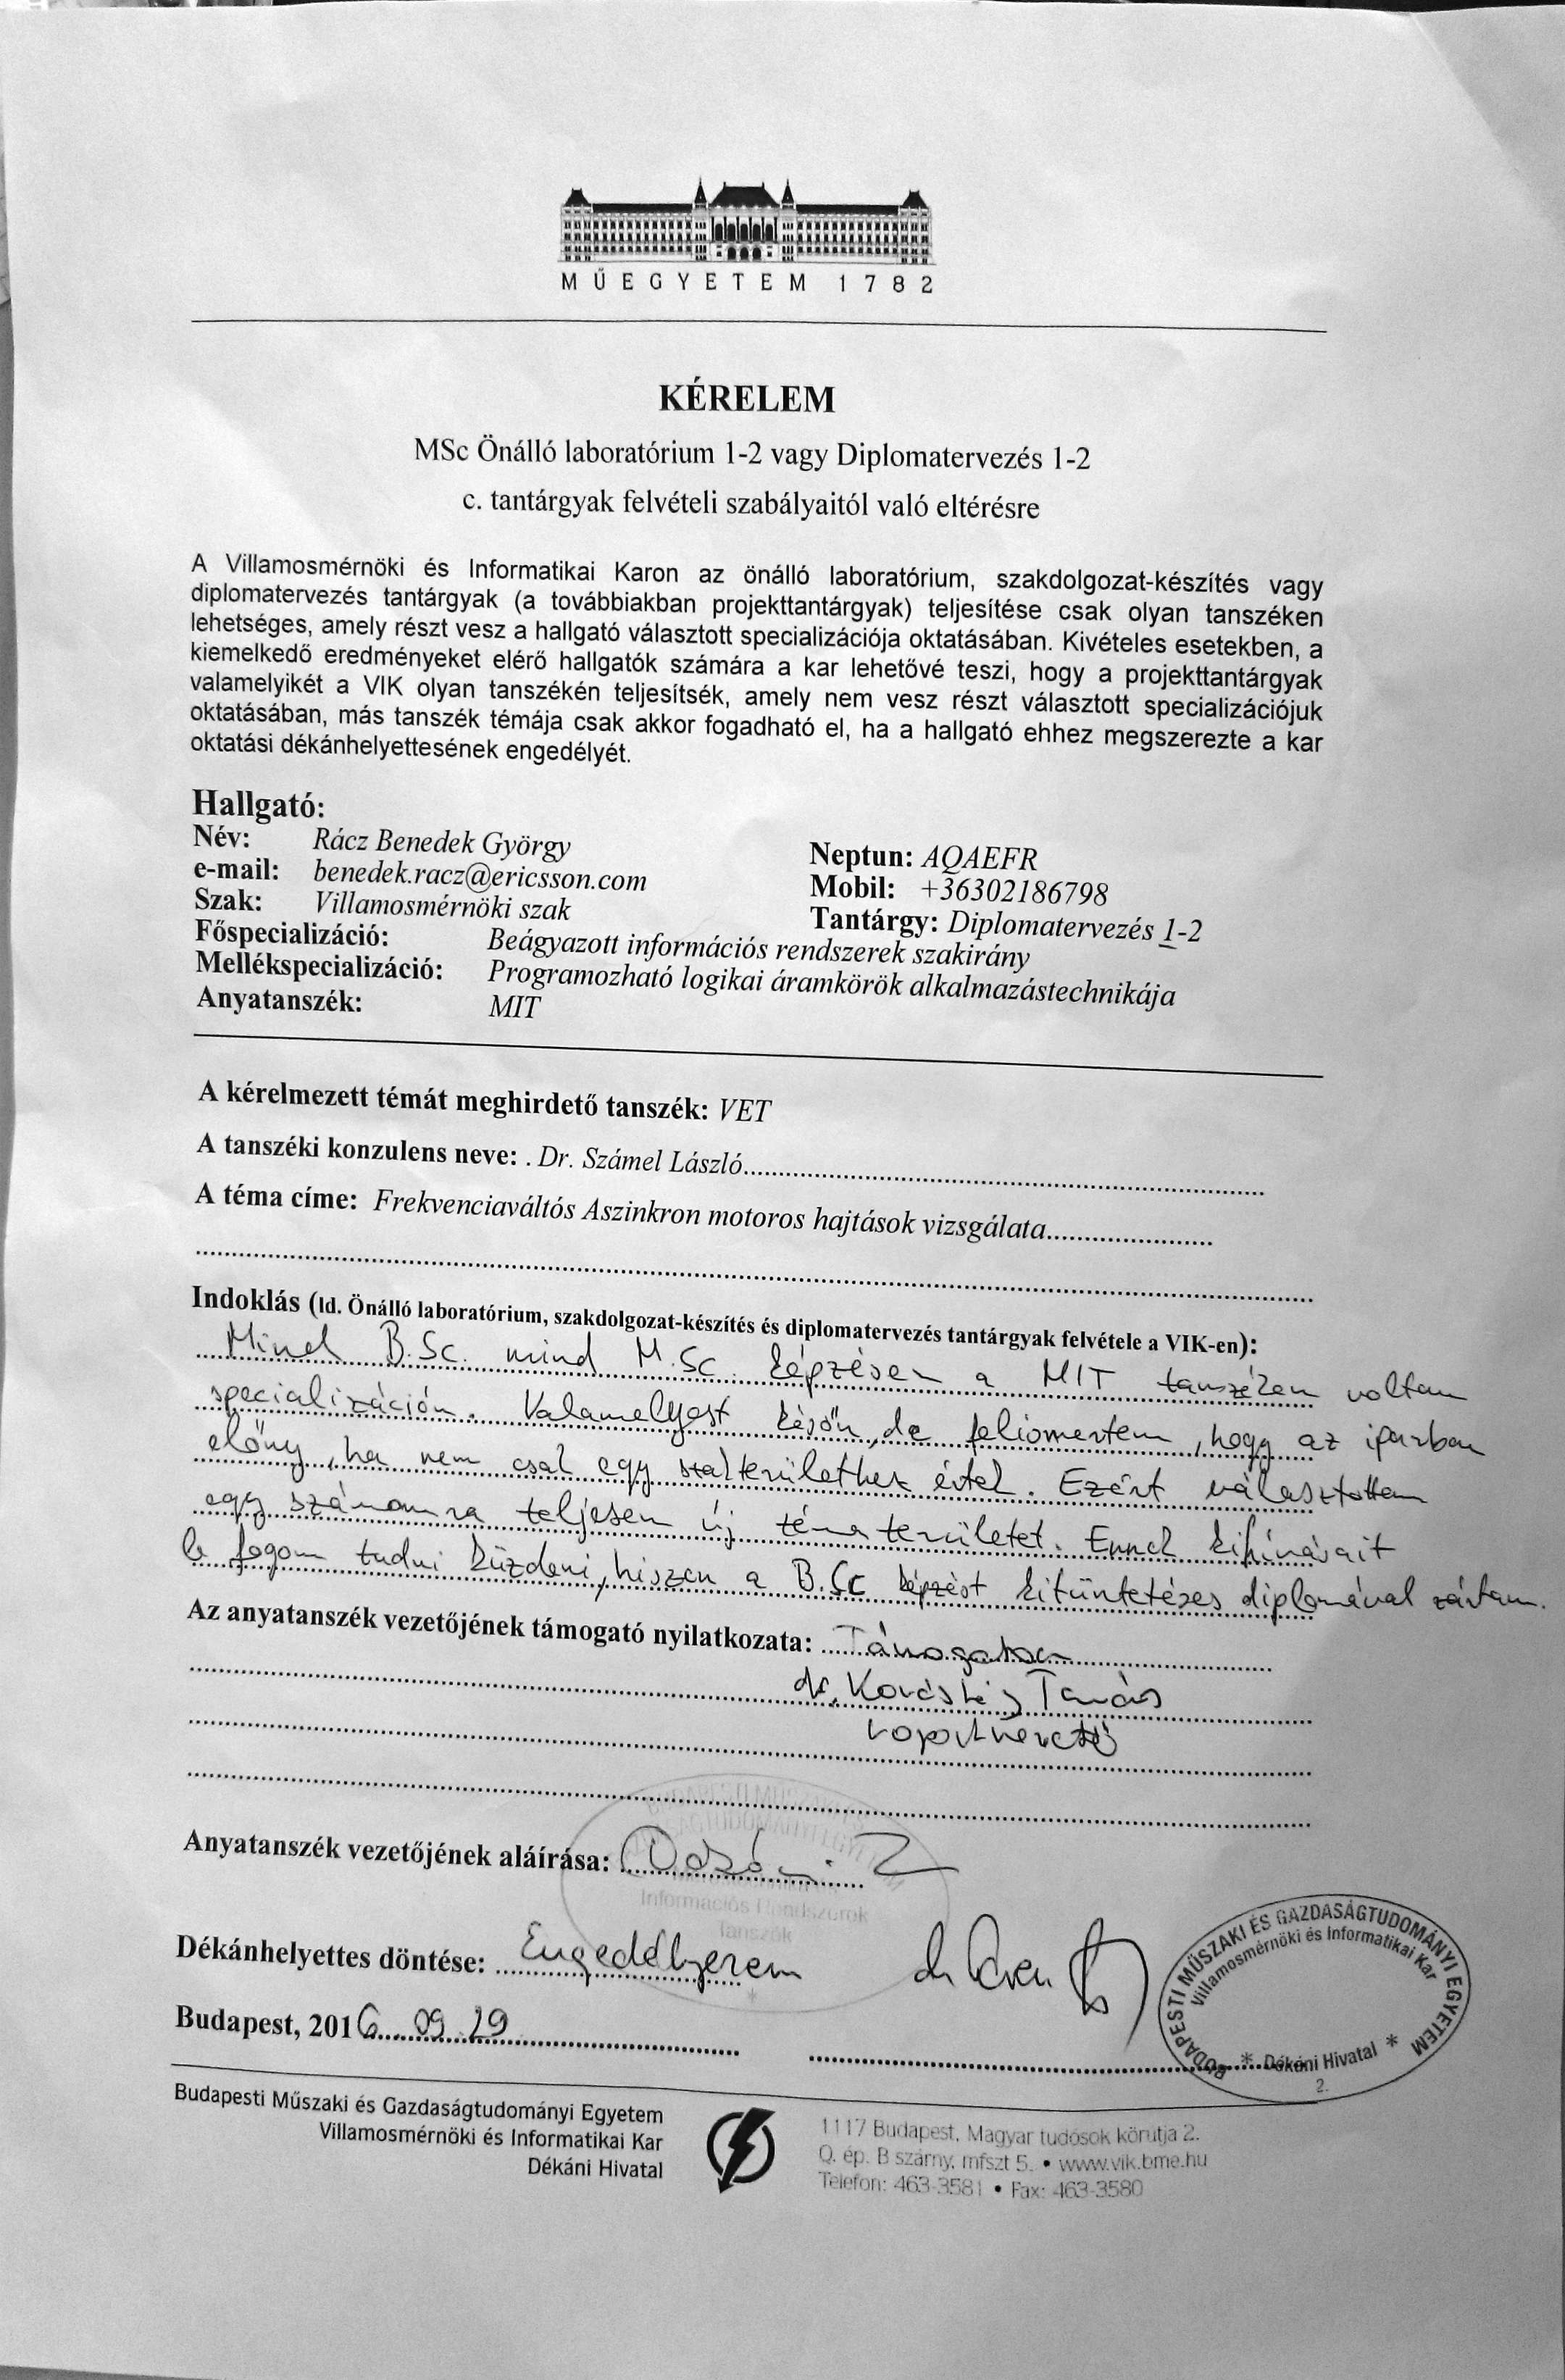 MŰEGYETEM 1782
KÉRELEM
MSc Önálló laboratórium 1-2 vagy Diplomatervezés 1-2
c. tantárgyak felvételi szabályaitól való eltérésre
A Villamosmérnöki és Informatikai Karon az önálló laboratórium, szakdolgozat-készítés vagy
diplomatervezés tantárgyak (a továbbiakban projekttantárgyak) teljesítése csak olyan tanszéken
lehetséges, amely részt vesz a hallgató választott specializációja oktatásában. Kivételes esetekben, a
kiemelkedő eredményeket elérő hallgatók számára a kar lehetővé teszi, hogy a projekttantárgyak
valamelyikét a VIK olyan tanszékén teljesítsék, amely nem vesz részt választott specializációjuk
oktatásában, más tanszék témája csak akkor fogadható el, ha a hallgató ehhez megszerezte a kar
oktatási dékánhelyettesének engedélyét.
Hallgató:
Név: Rácz Benedek György Neptun: AQAEFR
e-mail: benedek.racz@ericsson.com Mobil: +36302186798
Szak: Villamosmérnöki szak Tantárgy: Diplomatervezés 1-2
Főspecializáció: Beágyazott információs rendszerek szakirány
Mellékspecializáció: Programozható logikai áramkörök alkalmazástechnikája
Anyatanszék: MIT
A kérelmezett témát meghirdető tanszék: VET
A tanszéki konzulens neve: . Dr. Számel László
A téma címe: Frekvenciaváltós Aszinkron motoros hajtások vizsgálata
Indoklás (ld. Önálló laboratórium, szakdolgozat-készítés és diplomatervezés tantárgyak felvétele a VIK-en):
Mind B.Sc. mind M.Sc. képzésen a MIT tanszéken voltam
specializáción. Valamelyest későn, de felismertem, hogy az iparban
előny, ha nem csak egy szakterülethez értek. Ezért választottam
egy számomra teljesen új tématerületet. Ennek kihívásait
le fogom tudni küzdeni, hiszen a B.Sc képzést kitüntetéses diplomával zártam.
Az anyatanszék vezetőjének támogató nyilatkozata: Támogatom
dr. Kovácsházy Tamás
csoportvezető
Anyatanszék vezetőjének aláírása:
Információs Rendszerek
Tanszék
Dékánhelyettes döntése: Engedélyezem
Budapest, 2016. 09. 29
BUDAPESTI MŰSZAKI ÉS GAZDASÁGTUDOMÁNYI EGYETEM
Villamosmérnöki és Informatikai Kar
* Dékáni Hivatal *
2.
Budapesti Műszaki és Gazdaságtudományi Egyetem
Villamosmérnöki és Informatikai Kar
Dékáni Hivatal
1117 Budapest, Magyar tudósok körútja 2.
Q. ép. B szárny, mfszt 5. • www.vik.bme.hu
Telefon: 463-3581 • Fax: 463-3580